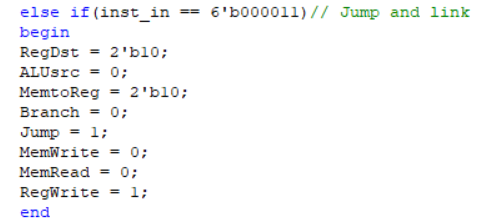 else if(inst_in == 6'b000011)// Jump and link
begin
RegDst = 2'b10;
ALUsrc = 0;
MemtoReg = 2'b10;
Branch = 0;
Jump = 1;
MemWrite = 0;
MemRead = 0;
RegWrite = 1;
end